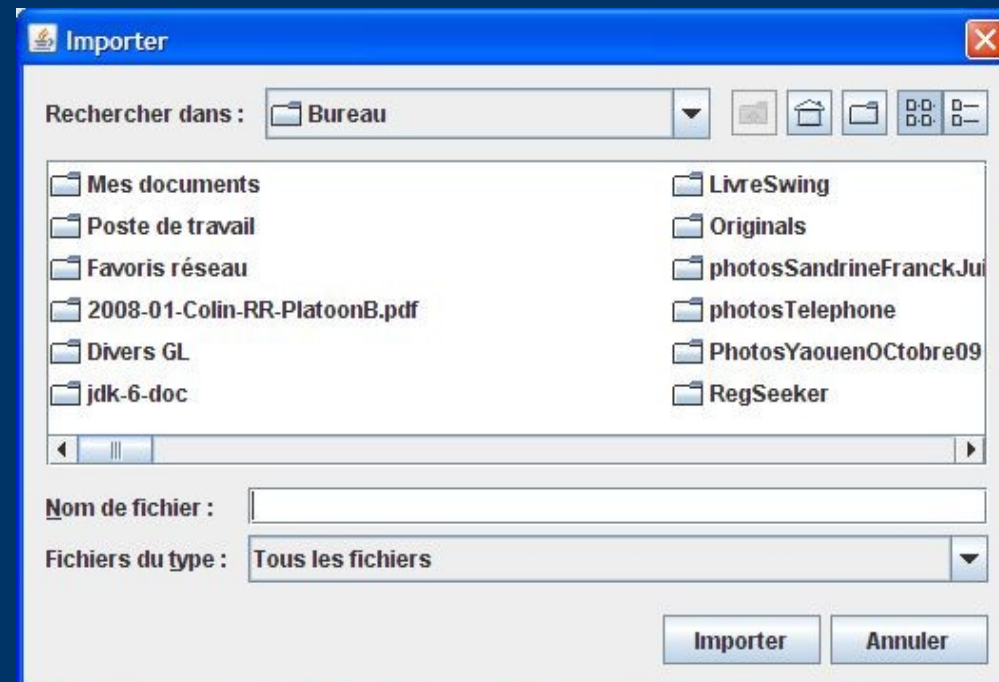 Importer
Rechercher dans : Bureau
Mes documents
Poste de travail
Favoris réseau
2008-01-Colin-RR-PlatoonB.pdf
Divers GL
jdk-6-doc
LivreSwing
Originals
photosSandrineFranckJui
photosTelephone
PhotosYaouenOCtobre09
RegSeeker
Nom de fichier :
Fichiers du type : Tous les fichiers
Importer Annuler